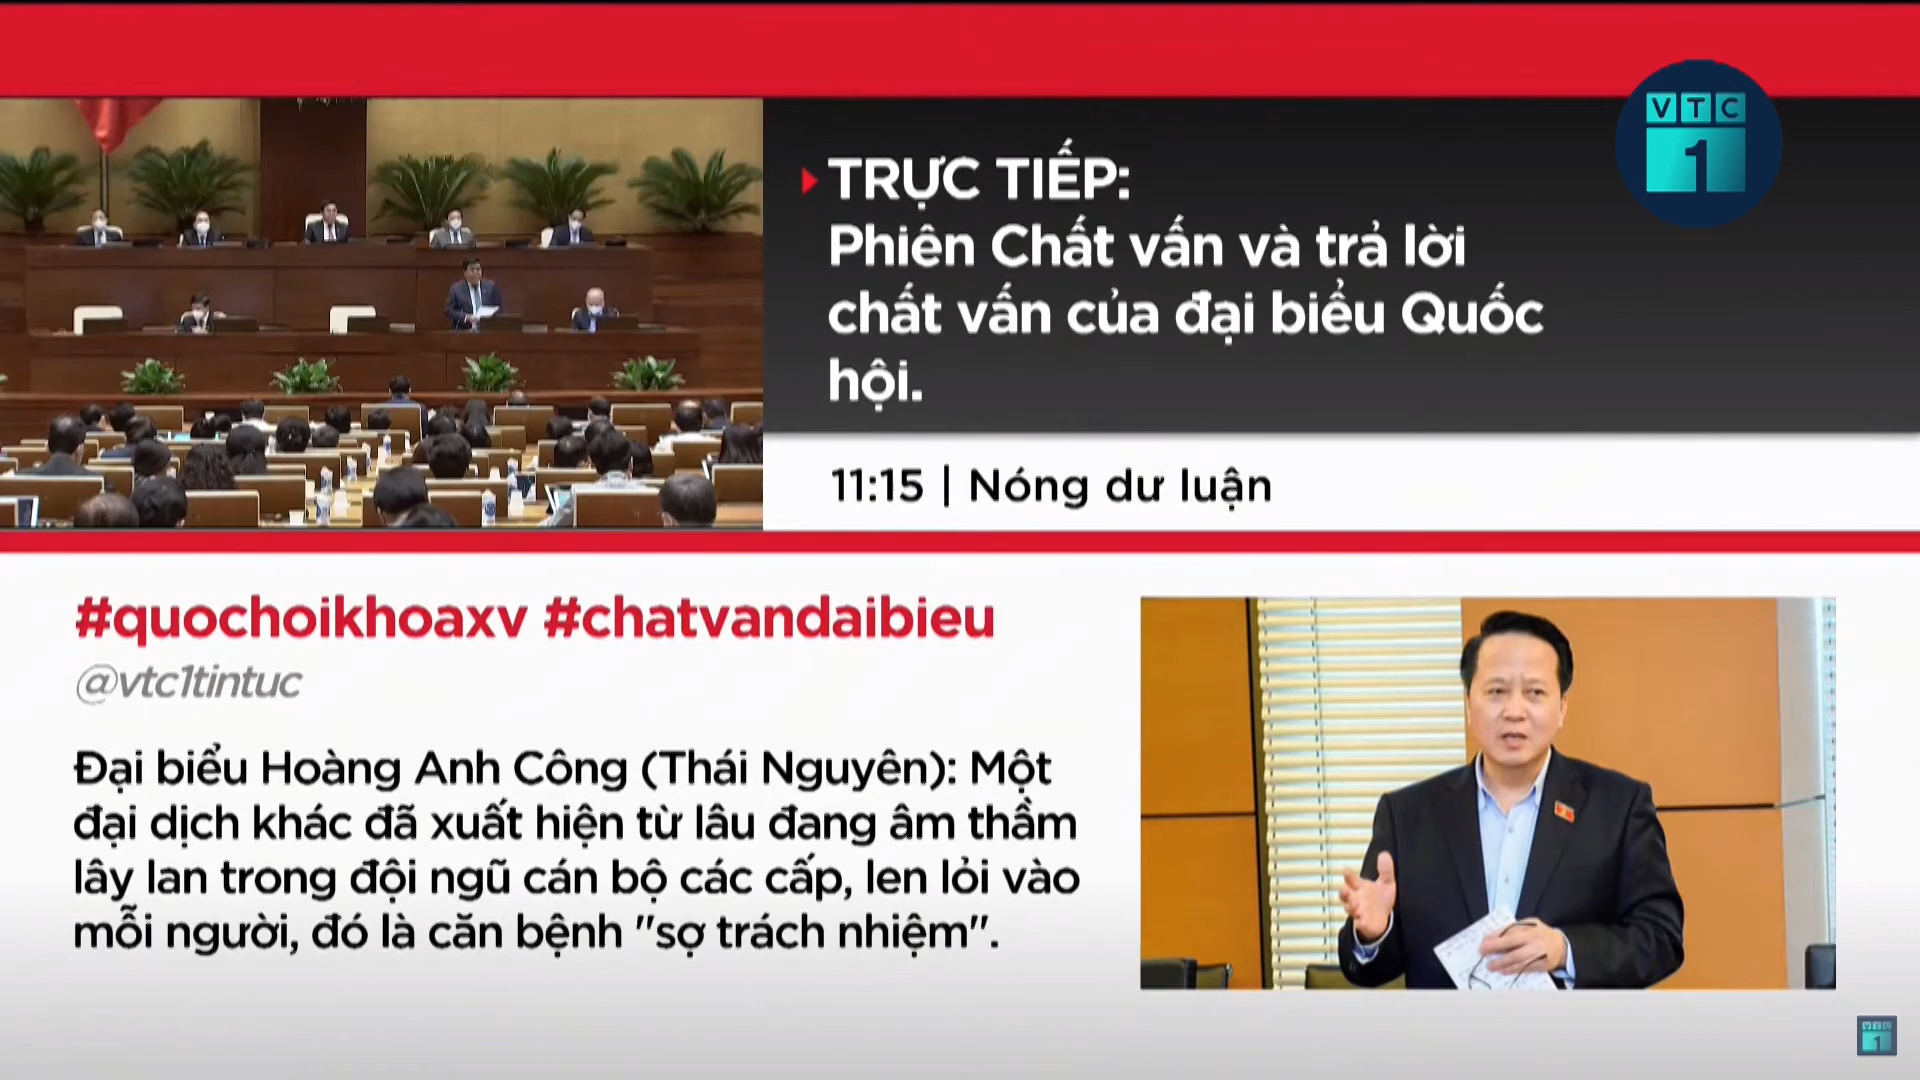 VTC
1
TRỰC TIẾP:
Phiên Chất vấn và trả lời
chất vấn của đại biểu Quốc
hội.
11:15 | Nóng dư luận
#quochoikhoaxv #chatvandaibieu
@vtc1tintuc
Đại biểu Hoàng Anh Công (Thái Nguyên): Một
đại dịch khác đã xuất hiện từ lâu đang âm thầm
lây lan trong đội ngũ cán bộ các cấp, len lỏi vào
mỗi người, đó là căn bệnh "sợ trách nhiệm".
VTC
1